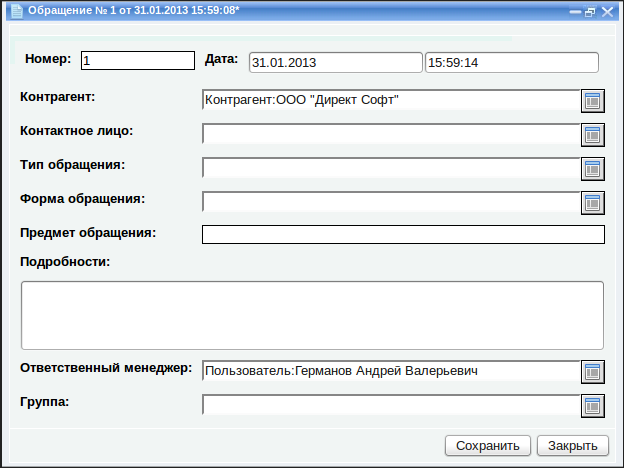 Обращение № 1 от 31.01.2013 15:59:08*
Номер: 1 Дата: 31.01.2013 15:59:14
Контрагент: Контрагент:ООО "Директ Софт"
Контактное лицо:
Тип обращения:
Форма обращения:
Предмет обращения:
Подробности:
Ответственный менеджер: Пользователь:Германов Андрей Валерьевич
Группа:
Сохранить Закрыть